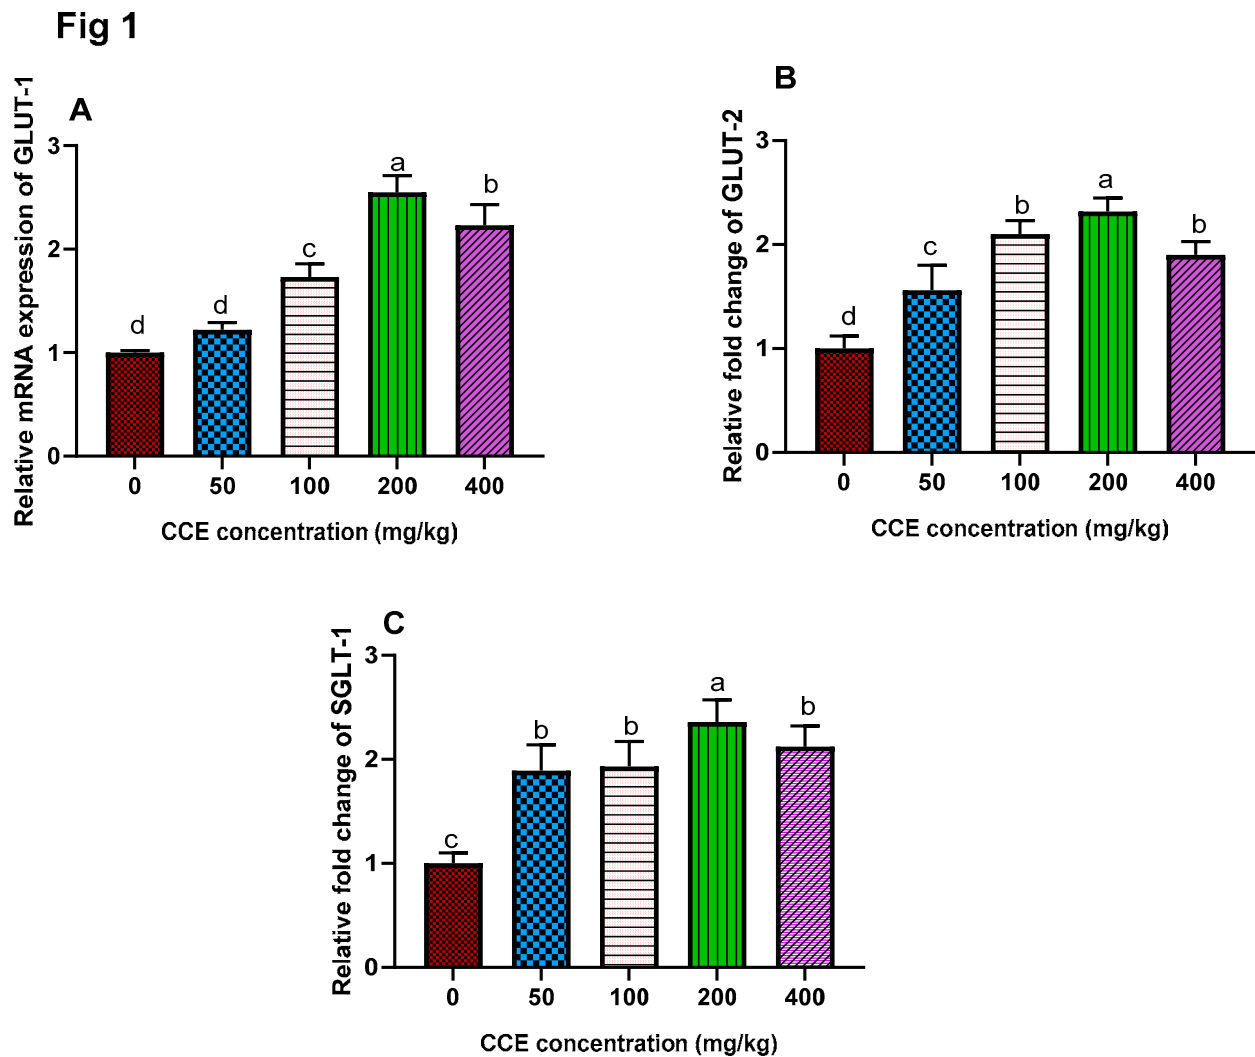 Fig 1
A
Relative mRNA expression of GLUT-1
3
2
1
0
d
d
c
a
b
0 50 100 200 400
CCE concentration (mg/kg)
B
Relative fold change of GLUT-2
3
2
1
0
d
c
b
a
b
0 50 100 200 400
CCE concentration (mg/kg)
C
Relative fold change of SGLT-1
3
2
1
0
c
b
b
a
b
0 50 100 200 400
CCE concentration (mg/kg)